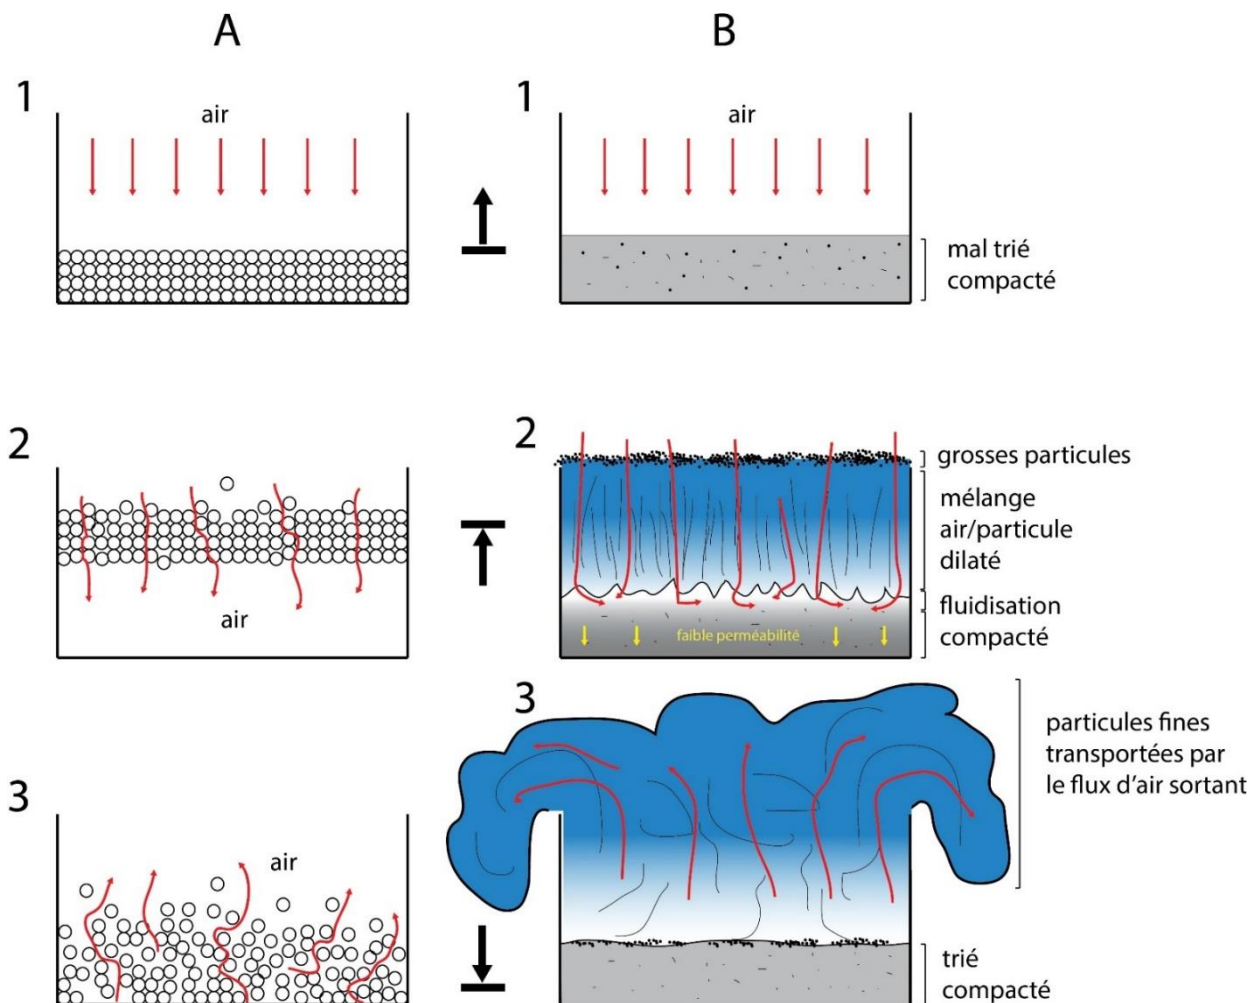 A
B
1
air
1
air
mal trié
compacté
2
air
2
grosses particules
mélange
air/particule
dilaté
fluidisation
compacté
faible perméabilité
3
air
3
particules fines
transportées par
le flux d'air sortant
trié
compacté